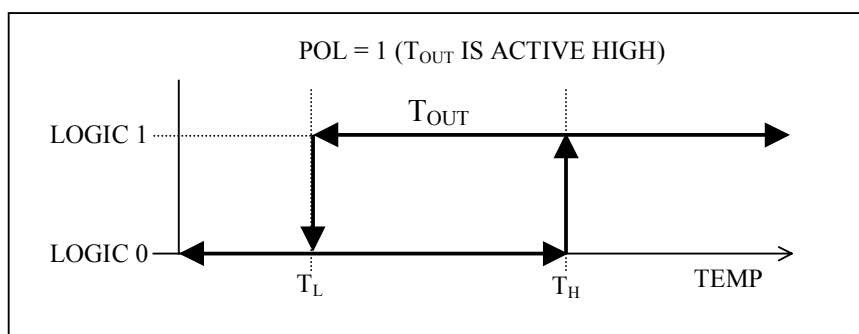 POL = 1 (TOUT IS ACTIVE HIGH)
TOUT
LOGIC 1
LOGIC 0
TL
TH
TEMP